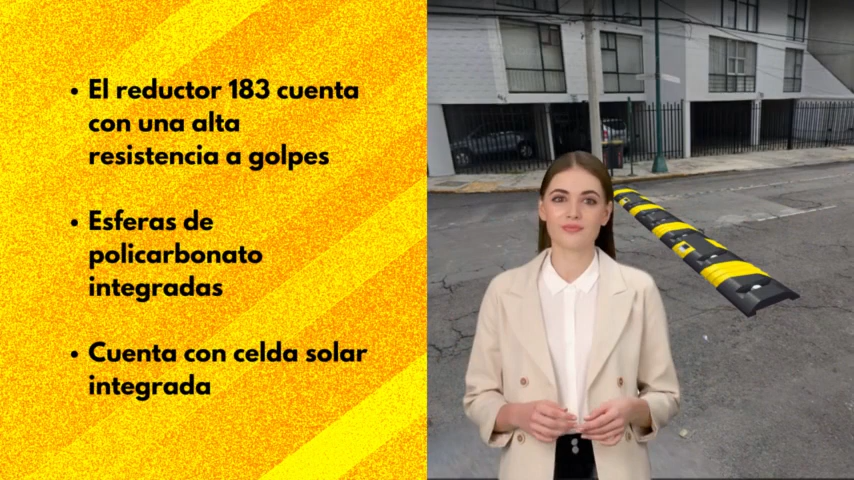 • El reductor 183 cuenta
con una alta
resistencia a golpes
• Esferas de
policarbonato
integradas
• Cuenta con celda solar
integrada